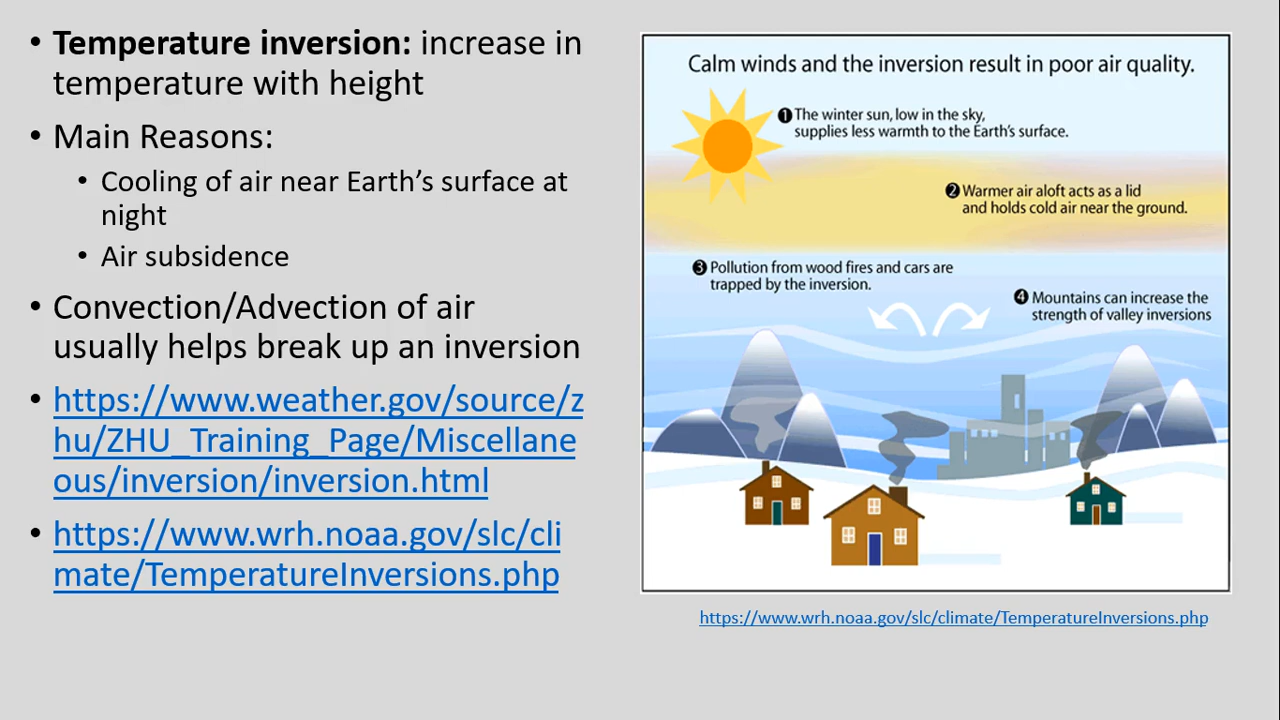 • Temperature inversion: increase in
temperature with height
• Main Reasons:
• Cooling of air near Earth's surface at
night
• Air subsidence
• Convection/Advection of air
usually helps break up an inversion
• https://www.weather.gov/source/z
hu/ZHU_Training_Page/Miscellane
ous/inversion/inversion.html
• https://www.wrh.noaa.gov/slc/cli
mate/TemperatureInversions.php
Calm winds and the inversion result in poor air quality.
❶ The winter sun, low in the sky,
supplies less warmth to the Earth's surface.
❷ Warmer air aloft acts as a lid
and holds cold air near the ground.
❸ Pollution from wood fires and cars are
trapped by the inversion.
❹ Mountains can increase the
strength of valley inversions
https://www.wrh.noaa.gov/slc/climate/TemperatureInversions.php